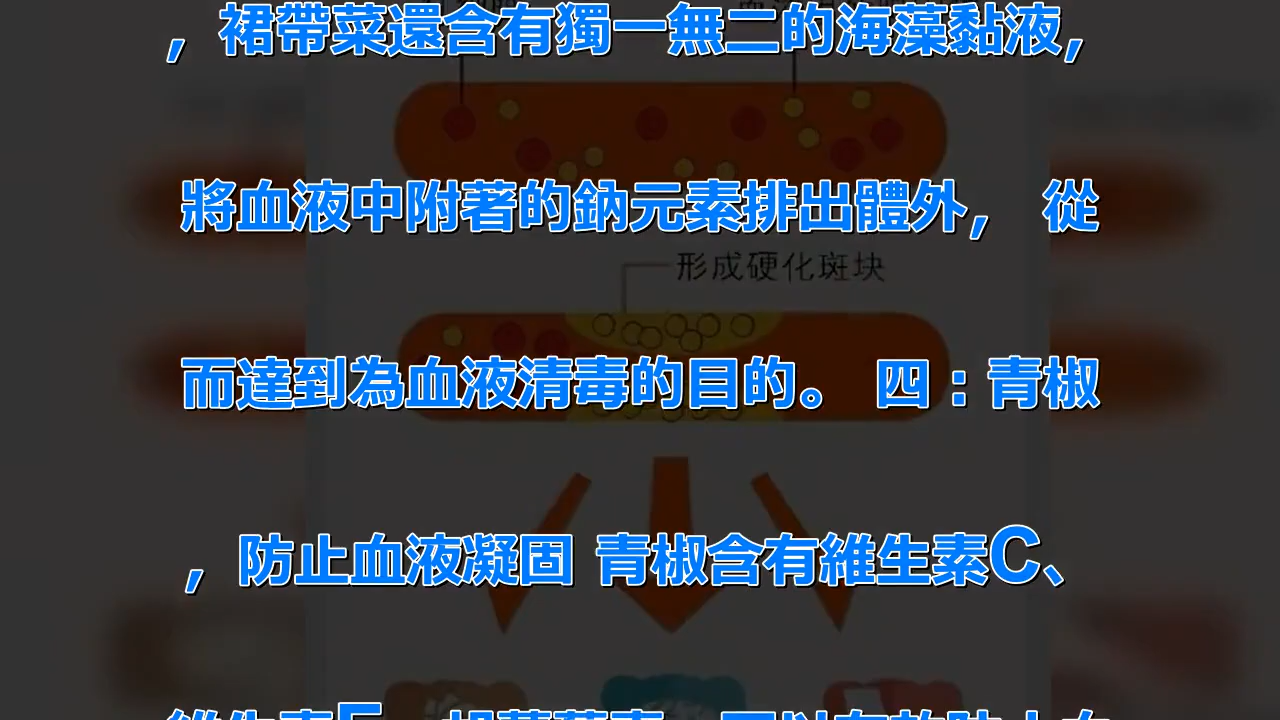 ，裙帶菜還含有獨一無二的海藻黏液，
將血液中附著的鈉元素排出體外， 從
形成硬化斑块
而達到為血液清毒的目的。 四：青椒
，防止血液凝固 青椒含有維生素C、